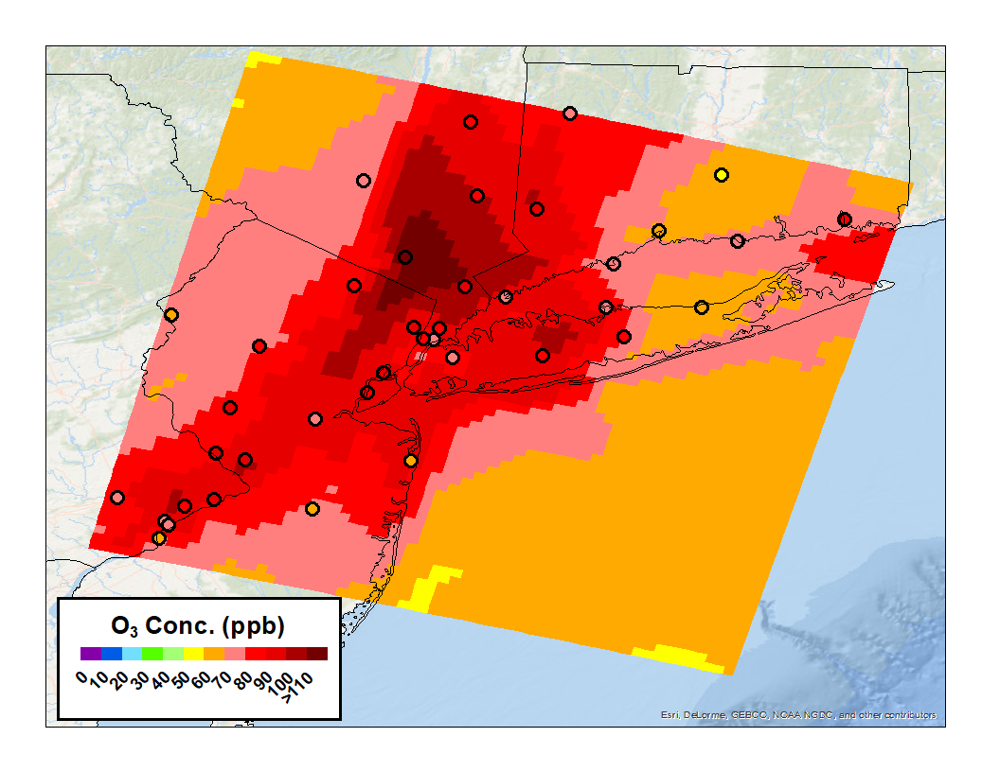 O₃ Conc. (ppb)
0 10 20 30 40 50 60 70 80 90 100 >110
Esri, DeLorme, GEBCO, NOAA NGDC, and other contributors